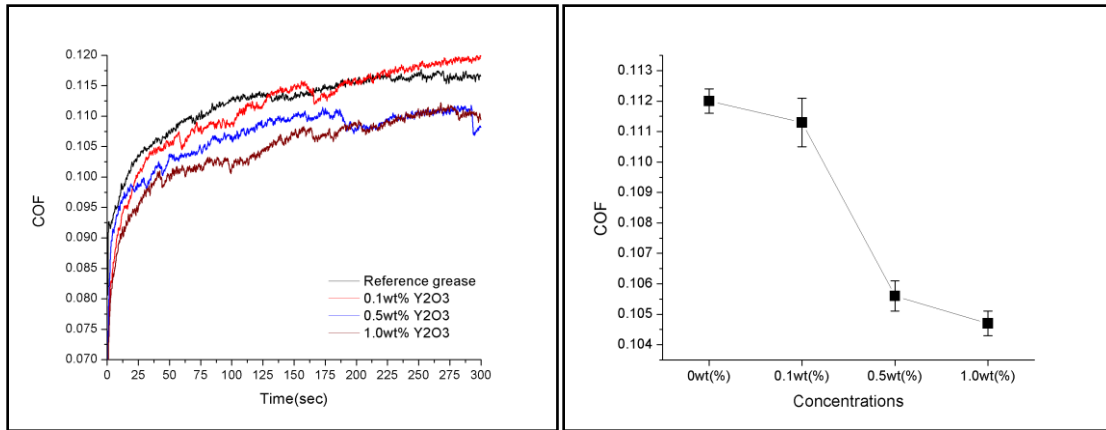 0.120
0.115
0.110
0.105
0.100
0.095
0.090
0.085
0.080
0.075
0.070
COF
Reference grease
0.1wt% Y2O3
0.5wt% Y2O3
1.0wt% Y2O3
0 25 50 75 100 125 150 175 200 225 250 275 300
Time(sec)
0.113
0.112
0.111
0.110
0.109
0.108
0.107
0.106
0.105
0.104
COF
0wt(%) 0.1wt(%) 0.5wt(%) 1.0wt(%)
Concentrations